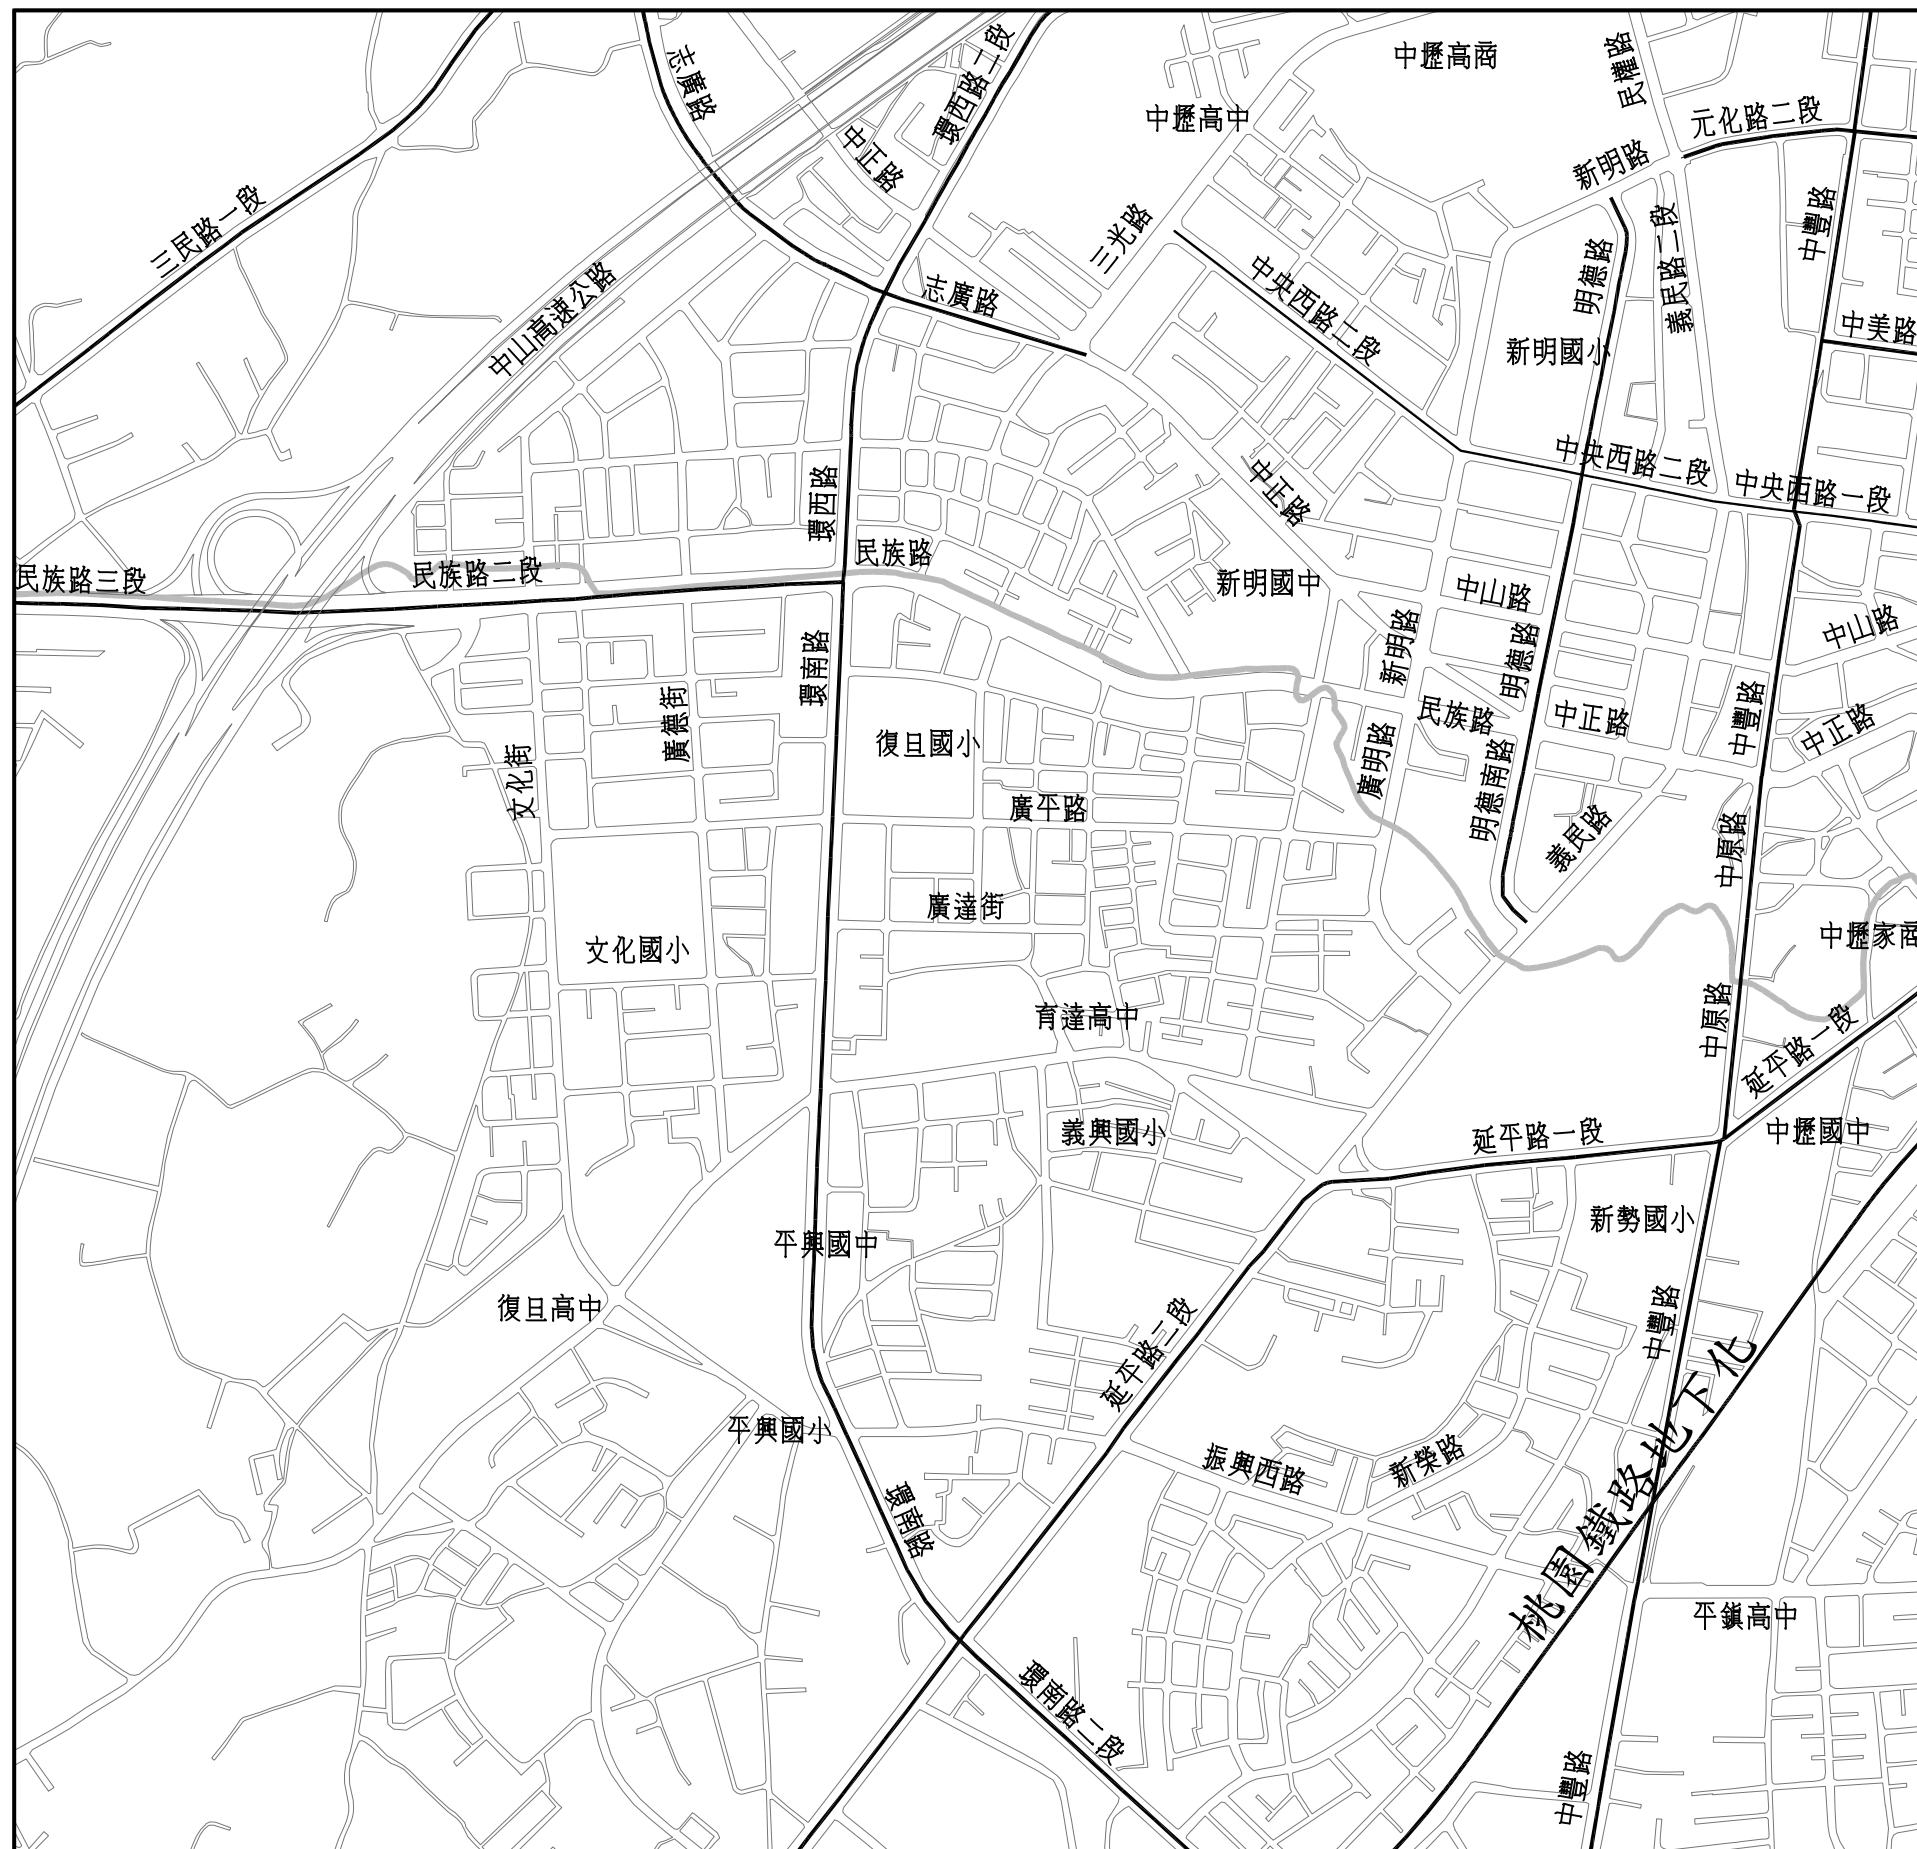 志廣路
環西路二段
中壢高商
民權路
中壢高中
元化路二段
中正路
新明路
三民路一段
中豐路
三光路
義民路二段
明德路
中山高速公路
志廣路
中央西路二段
中美路
新明國小
中央西路二段
中央西路一段
環西路
中正路
民族路
民族路三段
民族路二段
新明國中
中山路
中山路
新明路
明德路
環南路
廣德街
中豐路
民族路
中正路
中正路
復旦國小
文化街
廣明路
明德南路
廣平路
義民路
中原路
廣達街
中壢家商
文化國小
育達高中
中原路
延平路一段
義興國小
延平路一段
中壢國中
新勢國小
平興國中
復旦高中
中豐路
延平路二段
平興國小
振興西路
新榮路
環南路
桃園鐵路地下化
平鎮高中
環南路二段
中豐路